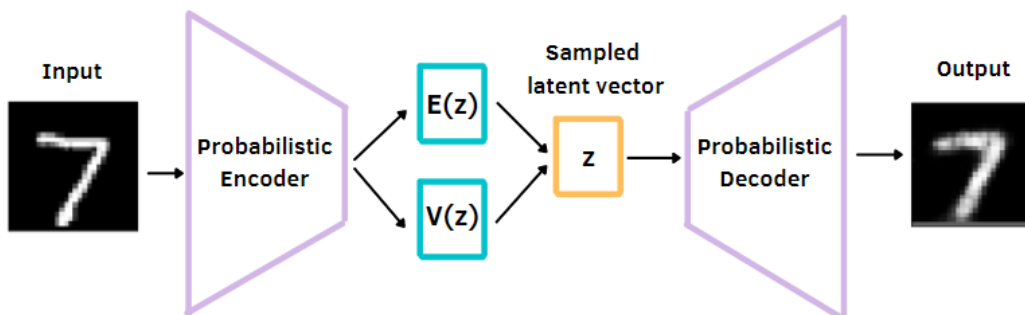 Input
Probabilistic
Encoder
E(z)
V(z)
Sampled
latent vector
z
Probabilistic
Decoder
Output